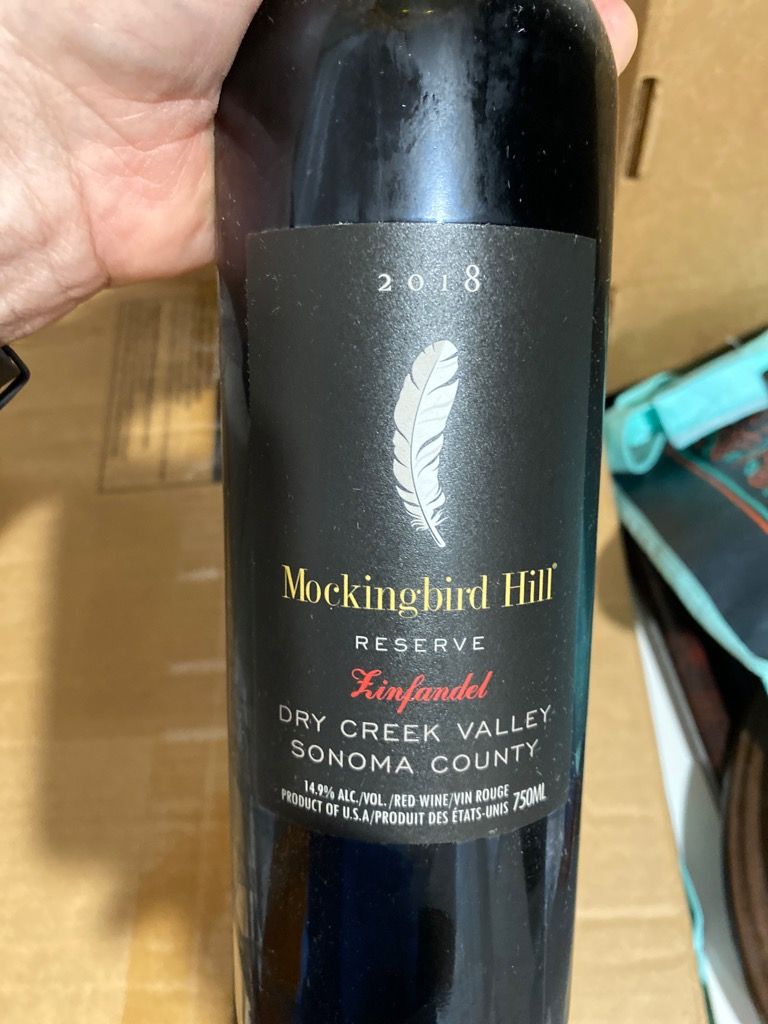 2018
Mockingbird Hill®
RESERVE
Zinfandel
DRY CREEK VALLEY
SONOMA COUNTY
14.9% ALC./VOL./RED WINE/VIN ROUGE 750ML
PRODUCT OF U.S.A/PRODUIT DES ÉTATS-UNIS